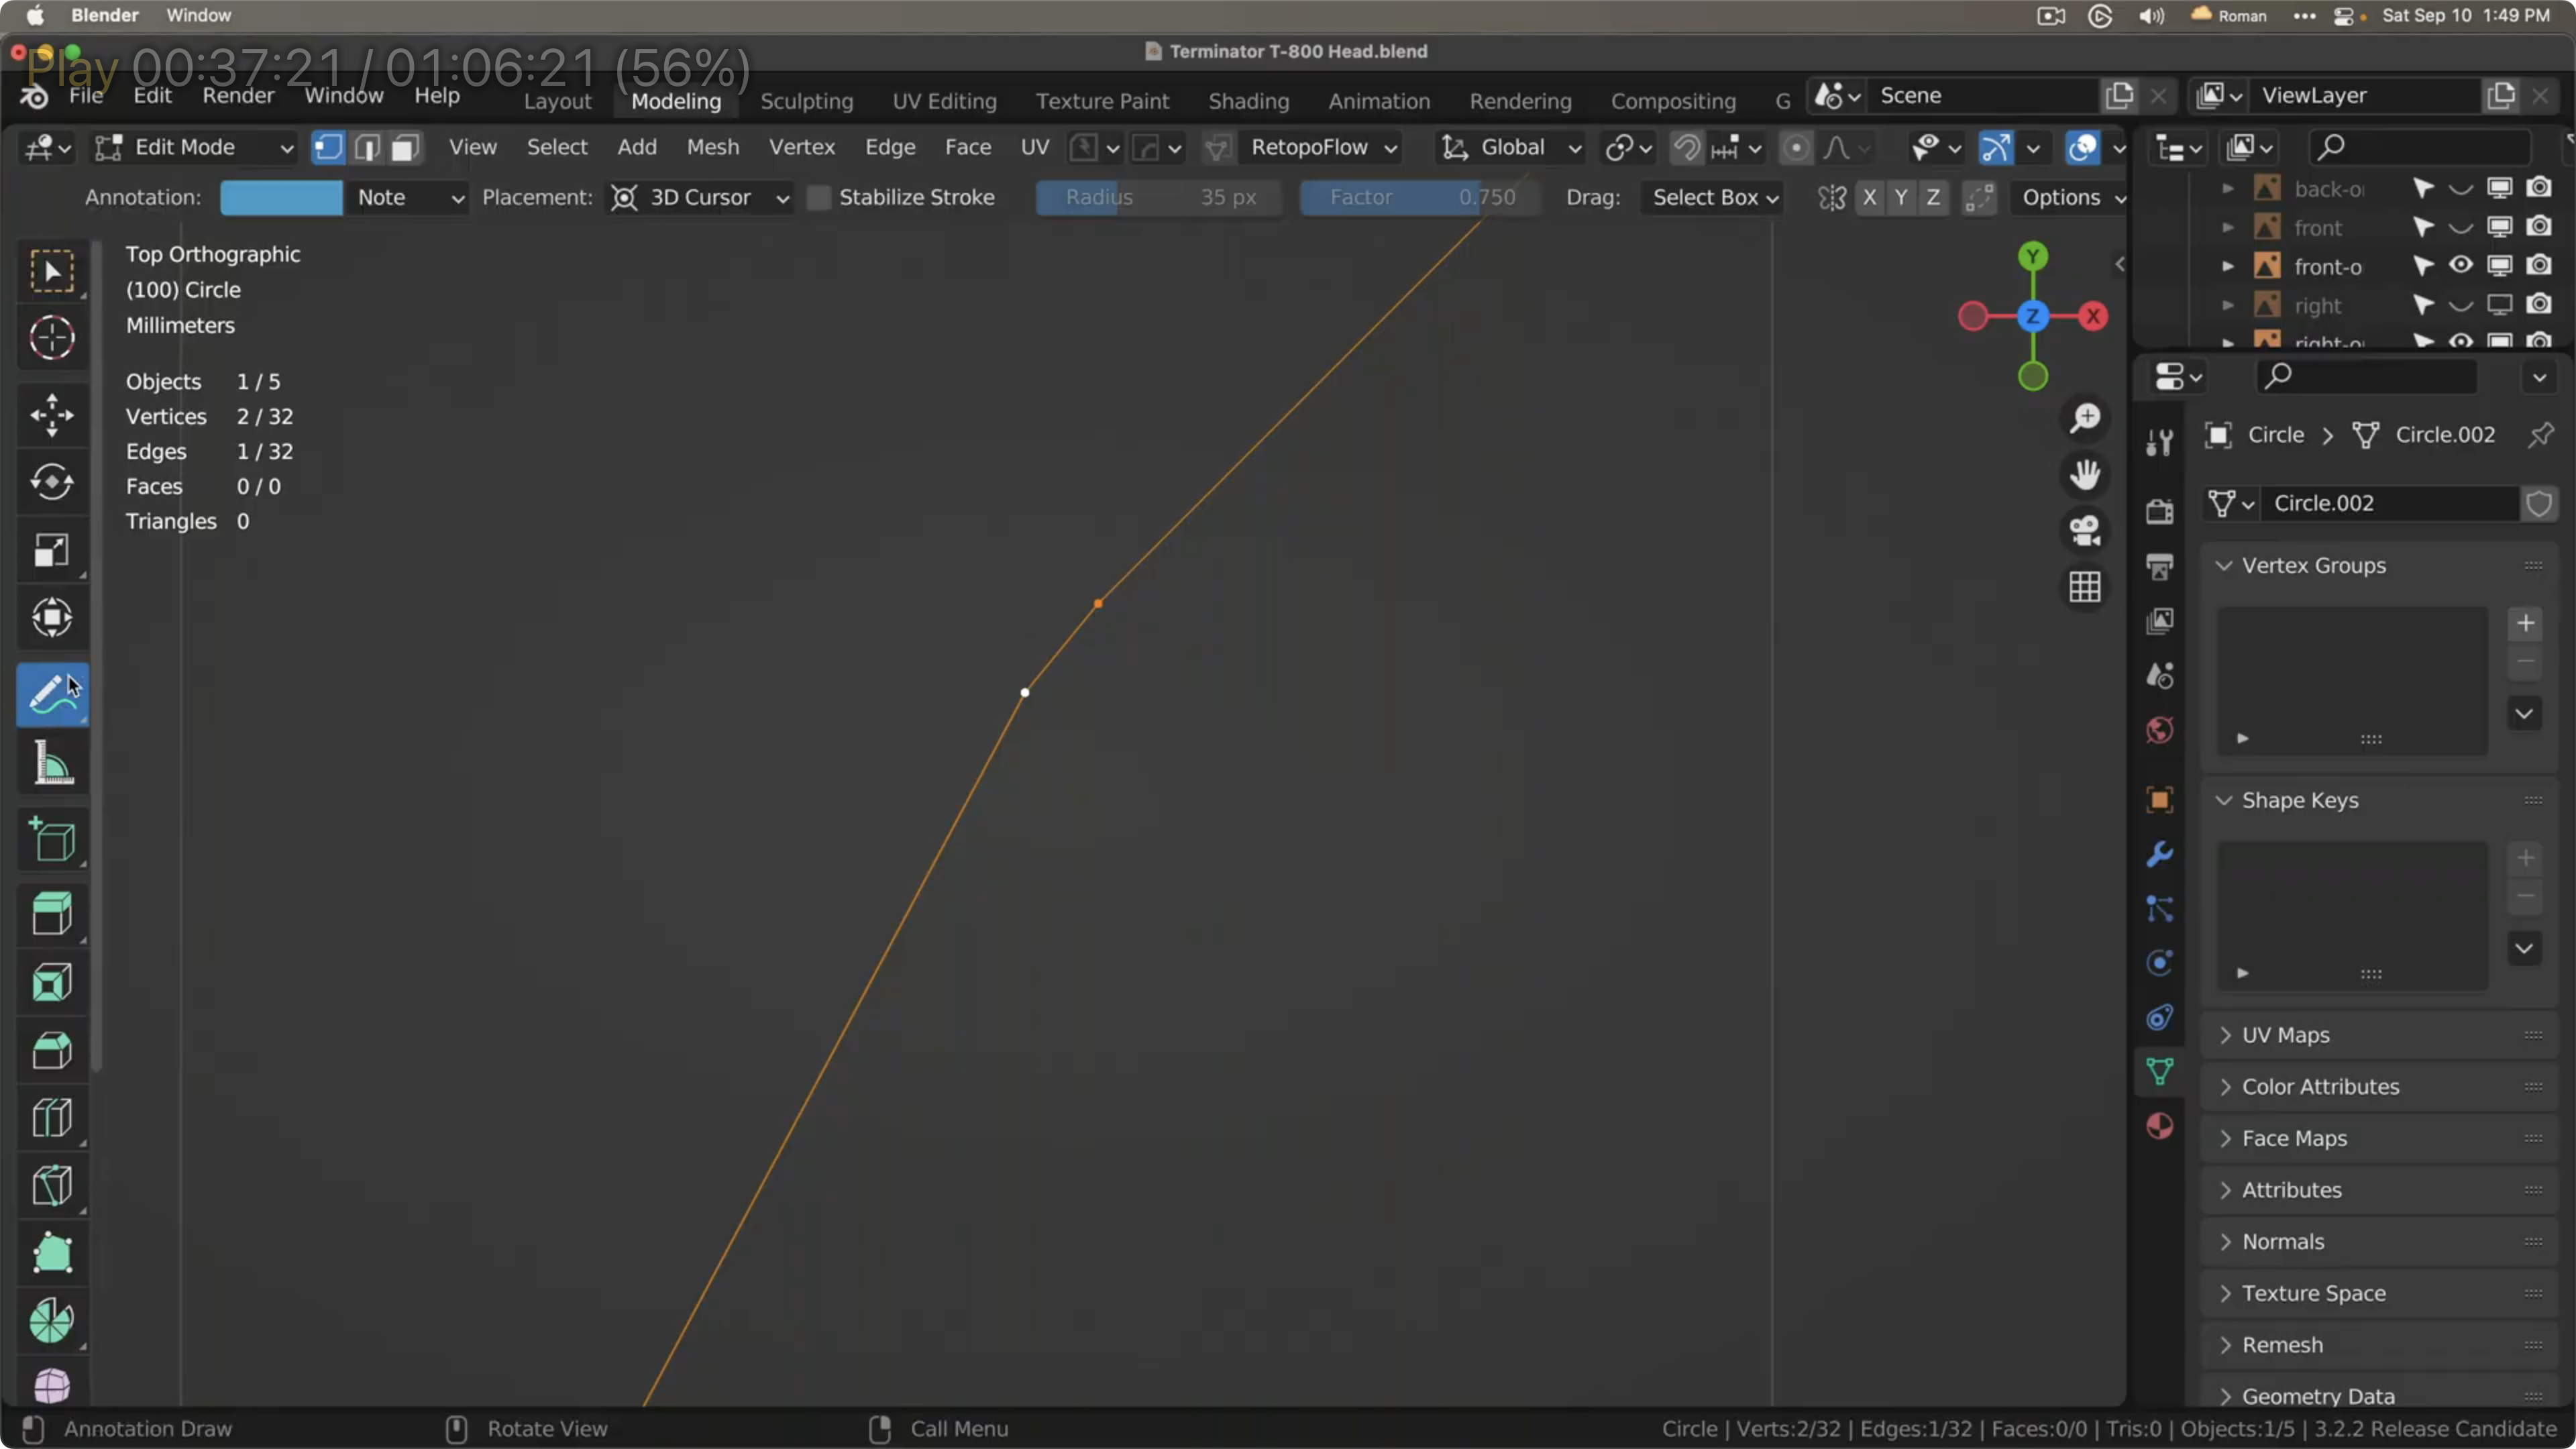 Blender Window Roman Sat Sep 10 1:49 PM
Terminator T-800 Head.blend
Play 00:37:21 / 01:06:21 (56%)
File Edit Render Window Help Layout Modeling Sculpting UV Editing Texture Paint Shading Animation Rendering Compositing G Scene ViewLayer
Edit Mode View Select Add Mesh Vertex Edge Face UV RetopoFlow Global
Annotation: Note Placement: 3D Cursor Stabilize Stroke Radius 35 px Factor 0.750 Drag: Select Box X Y Z Options
back-o
front
front-o
right
right-o
Top Orthographic
(100) Circle
Millimeters
Objects 1 / 5
Vertices 2 / 32
Edges 1 / 32
Faces 0 / 0
Triangles 0
Y
Z X
Circle > Circle.002
Circle.002
Vertex Groups
Shape Keys
UV Maps
Color Attributes
Face Maps
Attributes
Normals
Texture Space
Remesh
Geometry Data
Annotation Draw Rotate View Call Menu Circle | Verts:2/32 | Edges:1/32 | Faces:0/0 | Tris:0 | Objects:1/5 | 3.2.2 Release Candidate